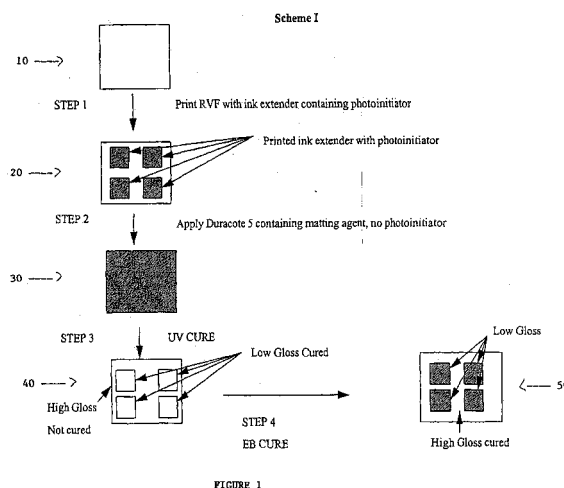 Scheme I
10
STEP 1
Print RVF with ink extender containing photoinitiator
Printed ink extender with photoinitiator
20
STEP 2
Apply Duracote 5 containing matting agent, no photoinitiator
30
STEP 3
UV CURE
Low Gloss
Low Gloss Cured
40
5
High Gloss
Not cured
STEP 4
EB CURE
High Gloss cured
FIGURE 1